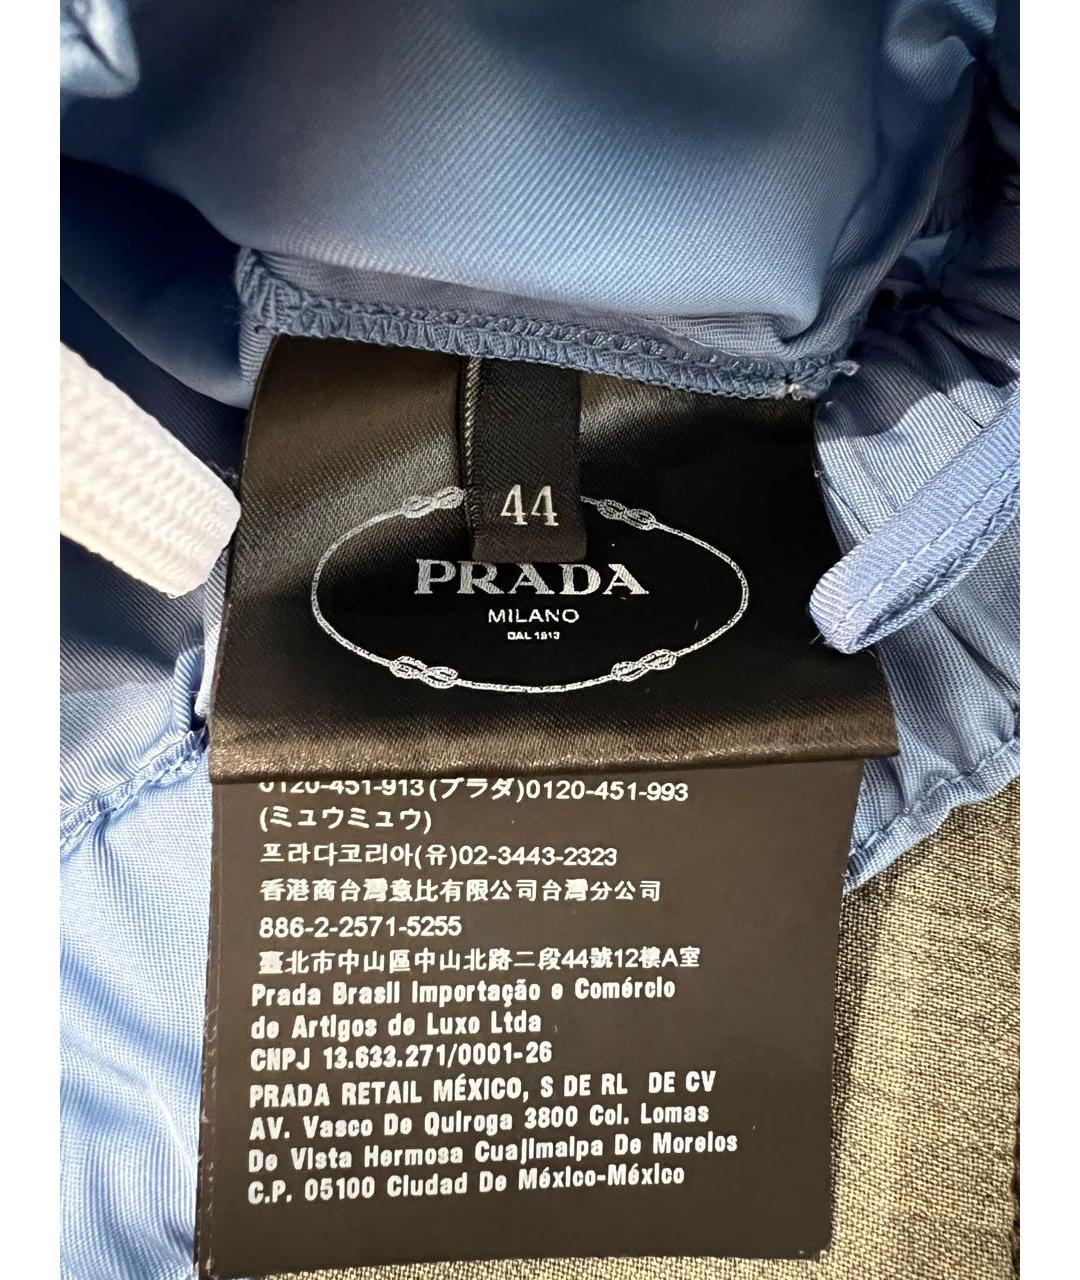 44
PRADA
MILANO
DAL 1913
0120-451-913(プラダ)0120-451-993
(ミュウミュウ)
프라다코리아(유)02-3443-2323
香港商台灣意比有限公司台灣分公司
886-2-2571-5255
臺北市中山區中山北路二段44號12樓A室
Prada Brasil Importação e Comércio
de Artigos de Luxo Ltda
CNPJ 13.633.271/0001-26
PRADA RETAIL MÉXICO, S DE RL DE CV
AV. Vasco De Quiroga 3800 Col. Lomas
De Vista Hermosa Cuajimalpa De Morelos
C.P. 05100 Ciudad De México-México